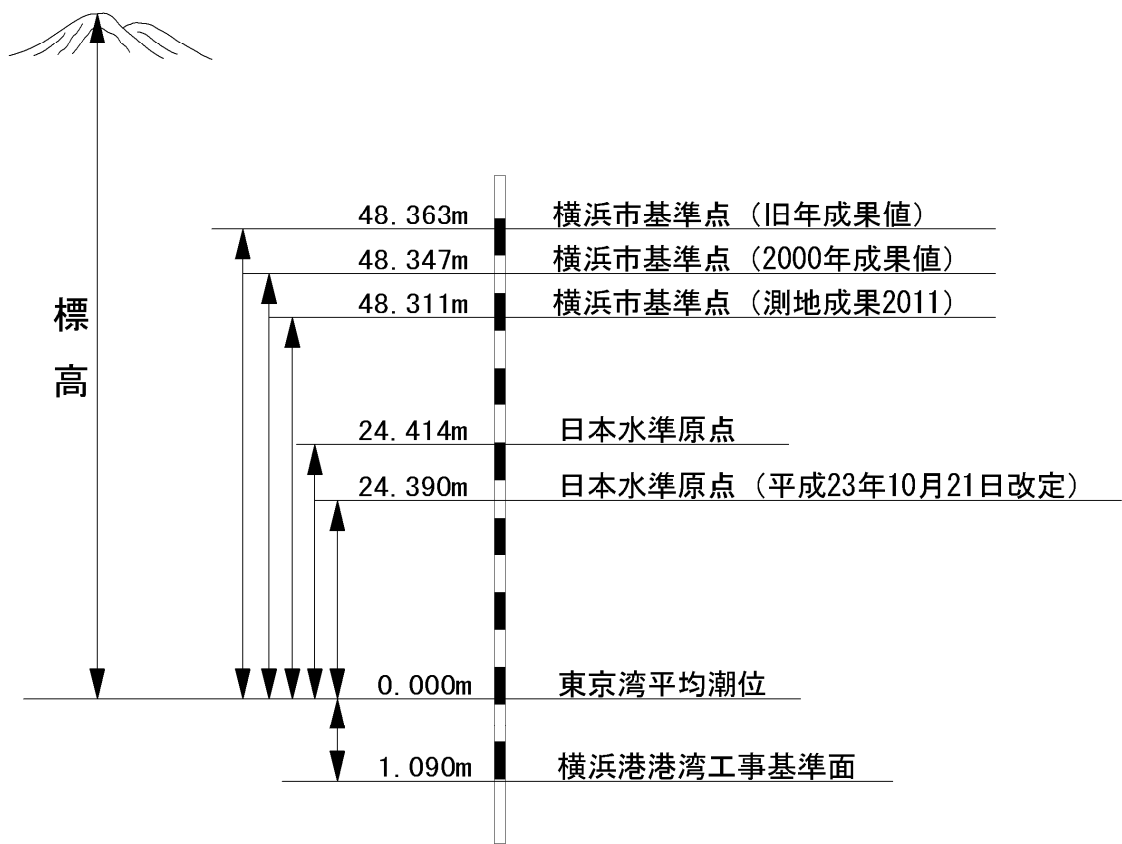 48.363m 横浜市基準点（旧年成果値）
48.347m 横浜市基準点（2000年成果値）
48.311m 横浜市基準点（測地成果2011）
標高
24.414m 日本水準原点
24.390m 日本水準原点（平成23年10月21日改定）
0.000m 東京湾平均潮位
1.090m 横浜港港湾工事基準面